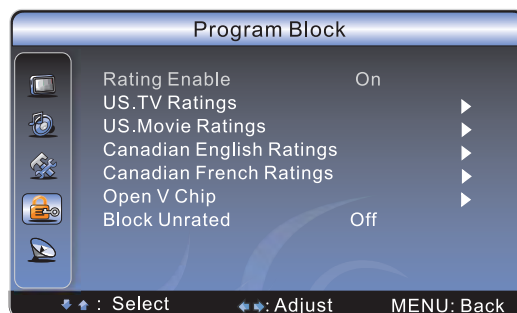 Program Block
Rating Enable On
US.TV Ratings
US.Movie Ratings
Canadian English Ratings
Canadian French Ratings
Open V Chip
Block Unrated Off
: Select : Adjust MENU: Back